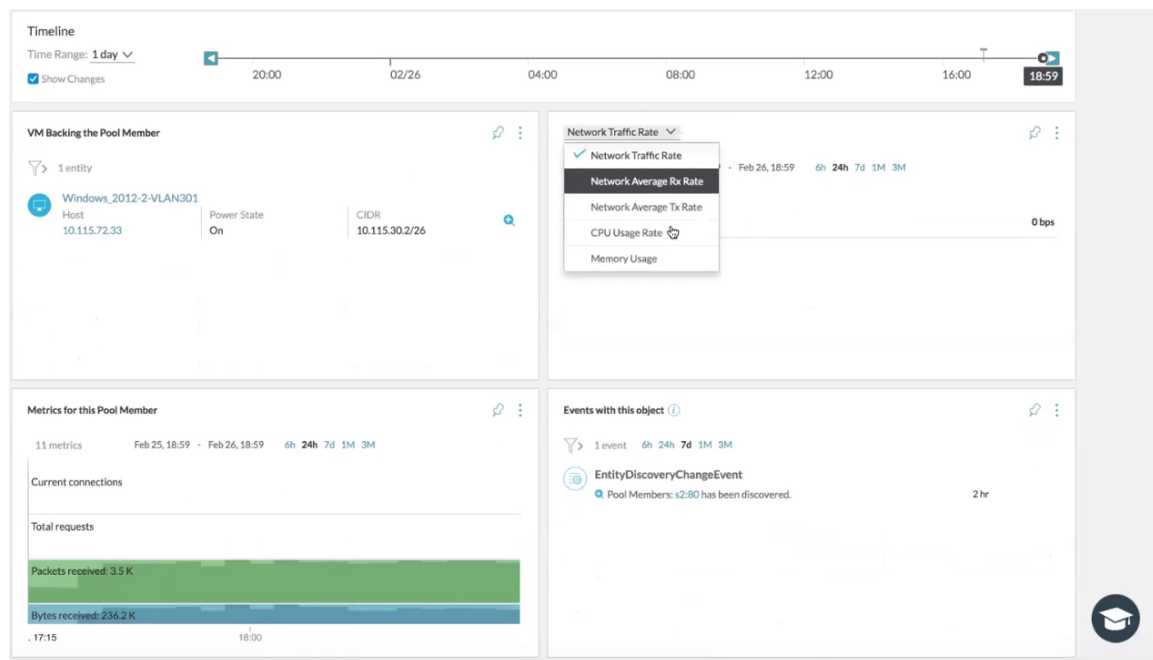 Timeline
Time Range: 1 day
Show Changes
20:00 02/26 04:00 08:00 12:00 16:00 18:59
VM Backing the Pool Member
1 entity
Windows_2012-2-VLAN301
Host Power State CIDR
10.115.72.33 On 10.115.30.2/26
Network Traffic Rate
Network Traffic Rate
Network Average Rx Rate
Network Average Tx Rate
CPU Usage Rate
Memory Usage
- Feb 26, 18:59 6h 24h 7d 1M 3M
0 bps
Metrics for this Pool Member
11 metrics Feb 25, 18:59 - Feb 26, 18:59 6h 24h 7d 1M 3M
Current connections
Total requests
Packets received: 3.5 K
Bytes received: 236.2 K
. 17:15 18:00
Events with this object
1 event 6h 24h 7d 1M 3M
EntityDiscoveryChangeEvent
Pool Members: s2:80 has been discovered. 2 hr